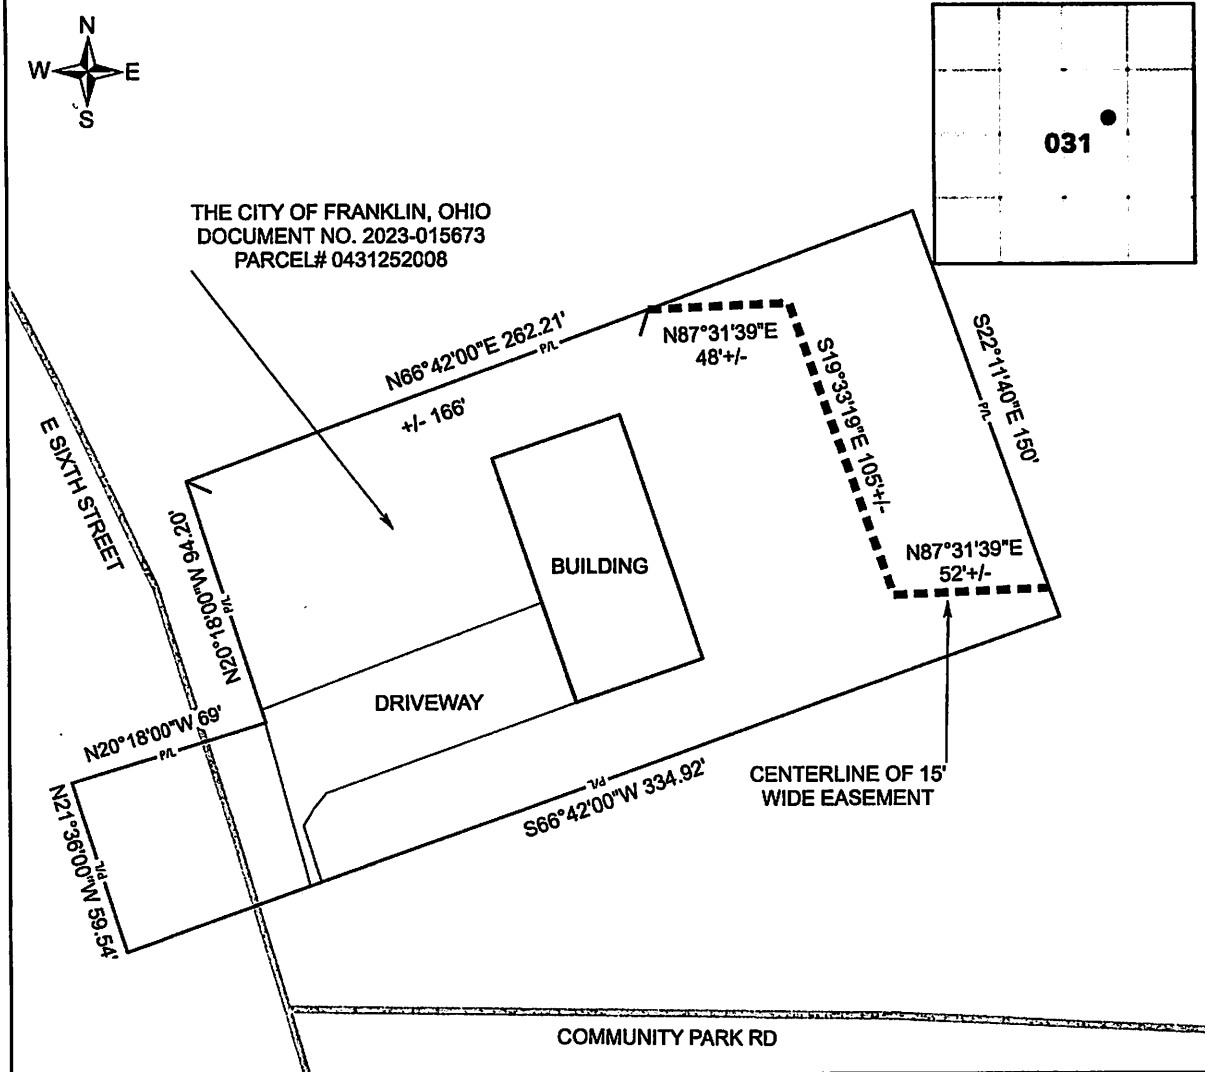 N
W E
S
031
THE CITY OF FRANKLIN, OHIO
DOCUMENT NO. 2023-015673
PARCEL# 0431252008
N66°42'00"E 262.21'
P/L
+/- 166'
N87°31'39"E
48'+/-
S19°33'19"E 105'+/-
S22°11'40"E 150'
P/L
E SIXTH STREET
N20°18'00"W 94.20'
P/L
BUILDING
N87°31'39"E
52'+/-
DRIVEWAY
N20°18'00"W 69'
P/L
N21°36'00"W 59.54'
P/L
P/L
S66°42'00"W 334.92'
CENTERLINE OF 15'
WIDE EASEMENT
COMMUNITY PARK RD